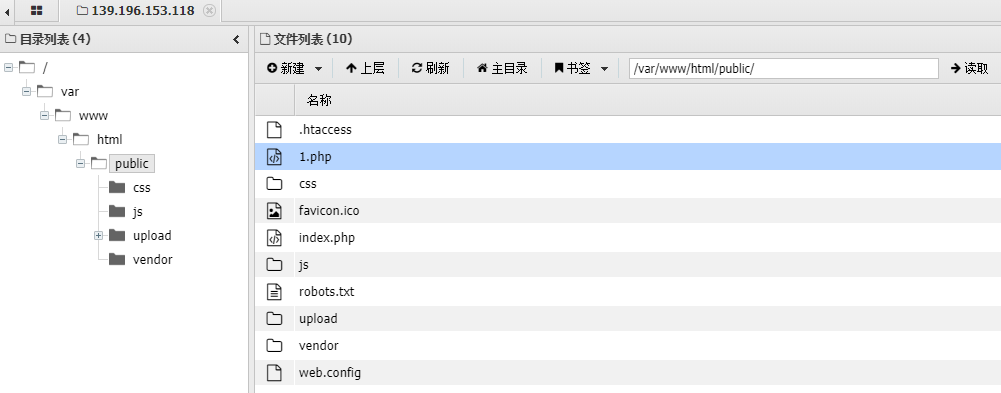 139.196.153.118
目录列表 (4)
/
var
www
html
public
css
js
upload
vendor
文件列表 (10)
新建 上层 刷新 主目录 书签 /var/www/html/public/ 读取
名称
.htaccess
1.php
css
favicon.ico
index.php
js
robots.txt
upload
vendor
web.config